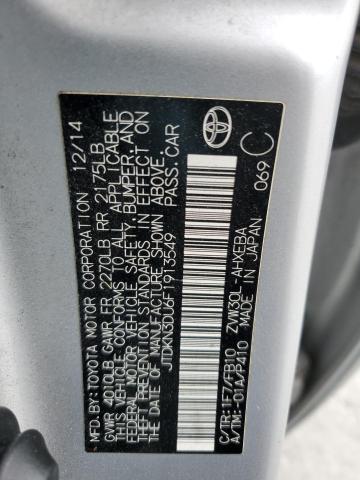 MFD.BY:TOYOTA MOTOR CORPORATION 12/14
GVWR 4010LB GAWR FR 2270LB RR 2175LB
THIS VEHICLE CONFORMS TO ALL APPLICABLE
FEDERAL MOTOR VEHICLE SAFETY, BUMPER, AND
THEFT PREVENTION STANDARDS IN EFFECT ON
THE DATE OF MANUFACTURE SHOWN ABOVE.
JTDKN3DU6F1913549 PASS.CAR
C/TR:1F7/FB10 ZVW30L-AHXEBA
A/TM:-01A/P410 MADE IN JAPAN
069 C
TOYOTA